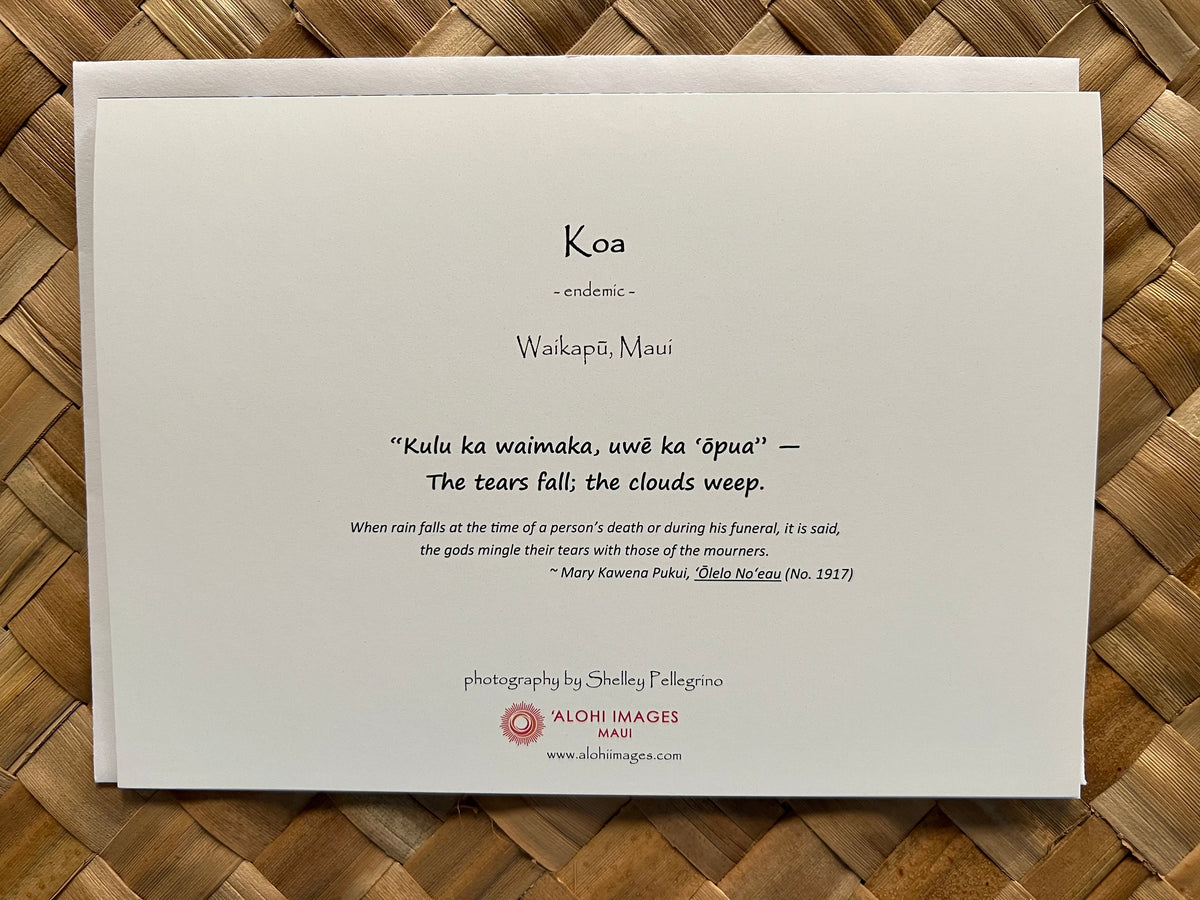 Koa
- endemic -
Waikapū, Maui
“Kulu ka waimaka, uwē ka ‘ōpua” —
The tears fall; the clouds weep.
When rain falls at the time of a person’s death or during his funeral, it is said,
the gods mingle their tears with those of the mourners.
~ Mary Kawena Pukui, ‘Ōlelo No‘eau (No. 1917)
photography by Shelley Pellegrino
‘ALOHI IMAGES
MAUI
www.alohiimages.com